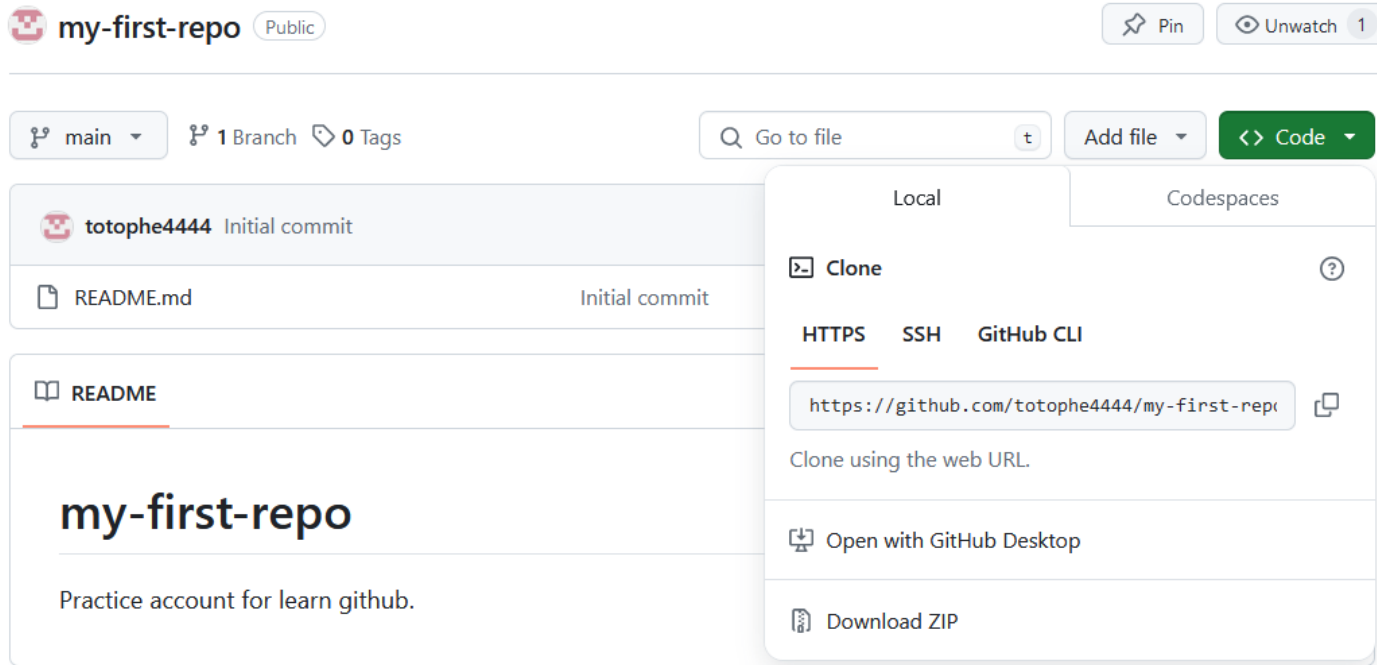 my-first-repo Public Pin Unwatch 1
main 1 Branch 0 Tags Go to file t Add file Code
Local Codespaces
totophe4444 Initial commit
Clone
README.md Initial commit
HTTPS SSH GitHub CLI
README
https://github.com/totophe4444/my-first-repo
Clone using the web URL.
my-first-repo
Open with GitHub Desktop
Practice account for learn github.
Download ZIP